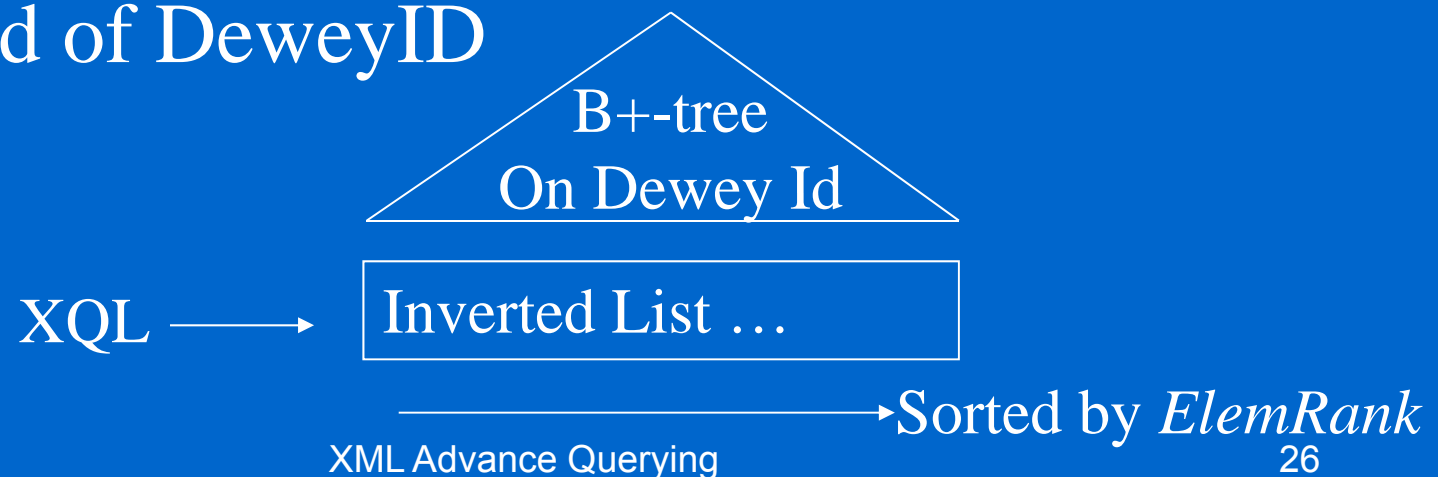 d of DeweyID
B+-tree
On Dewey Id
XQL
Inverted List …
Sorted by ElemRank
XML Advance Querying
26